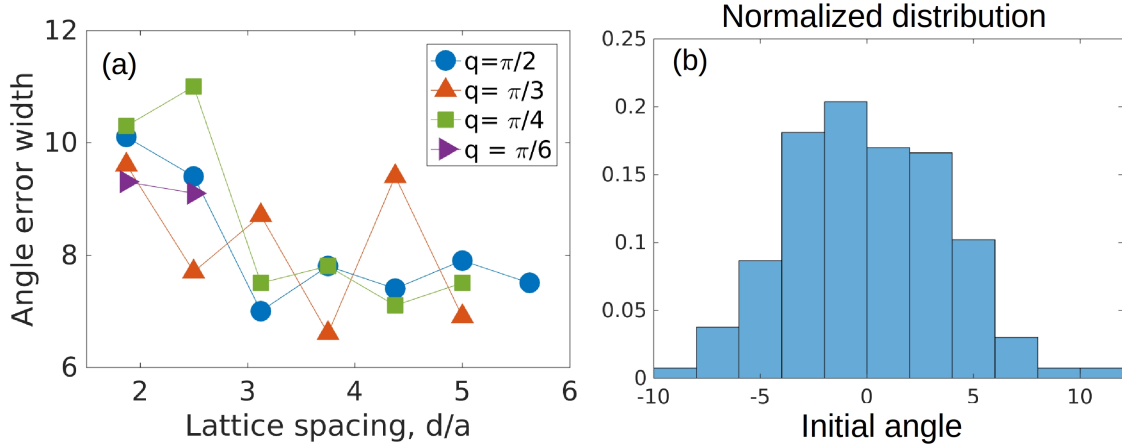 (a)
12
10
8
6
Angle error width
2
3
4
5
6
Lattice spacing, d/a
q=π/2
q= π/3
q= π/4
q = π/6
Normalized distribution
(b)
0.25
0.2
0.15
0.1
0.05
0
-10
-5
0
5
10
Initial angle